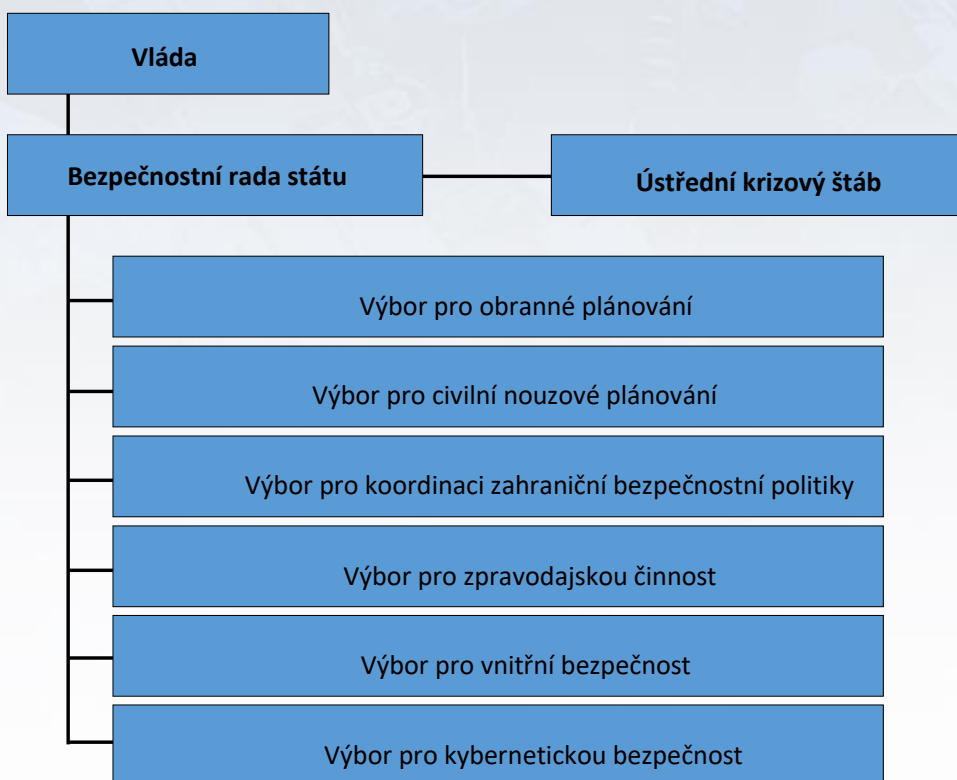 Vláda
Bezpečnostní rada státu
Ústřední krizový štáb
Výbor pro obranné plánování
Výbor pro civilní nouzové plánování
Výbor pro koordinaci zahraniční bezpečnostní politiky
Výbor pro zpravodajskou činnost
Výbor pro vnitřní bezpečnost
Výbor pro kybernetickou bezpečnost